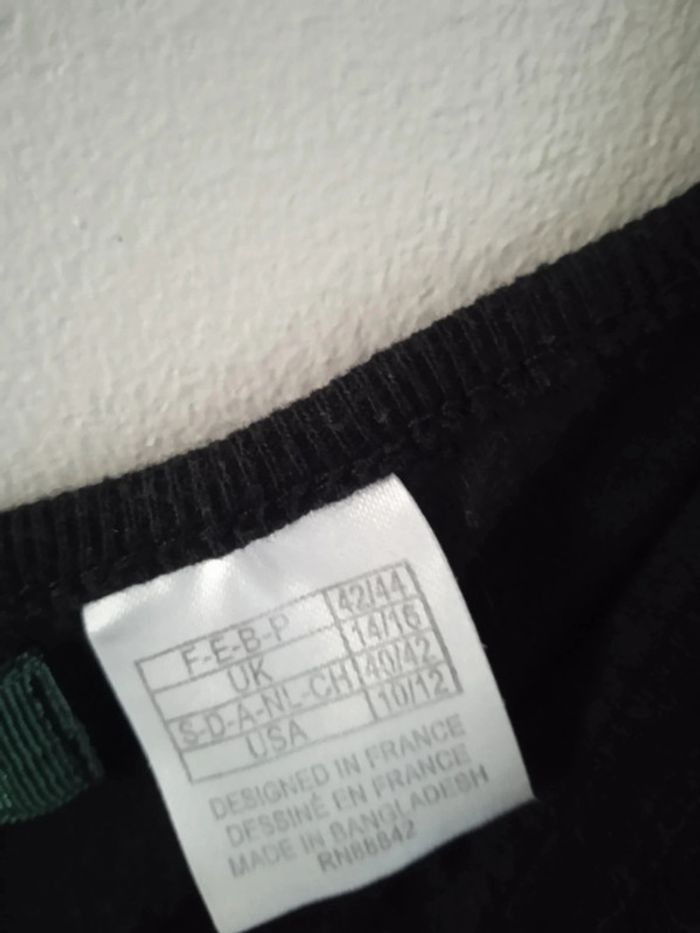 F-E-B-P 42/44
UK 14/16
S-D-A-NL-CH 40/42
USA 10/12
DESIGNED IN FRANCE
DESSINÉ EN FRANCE
MADE IN BANGLADESH